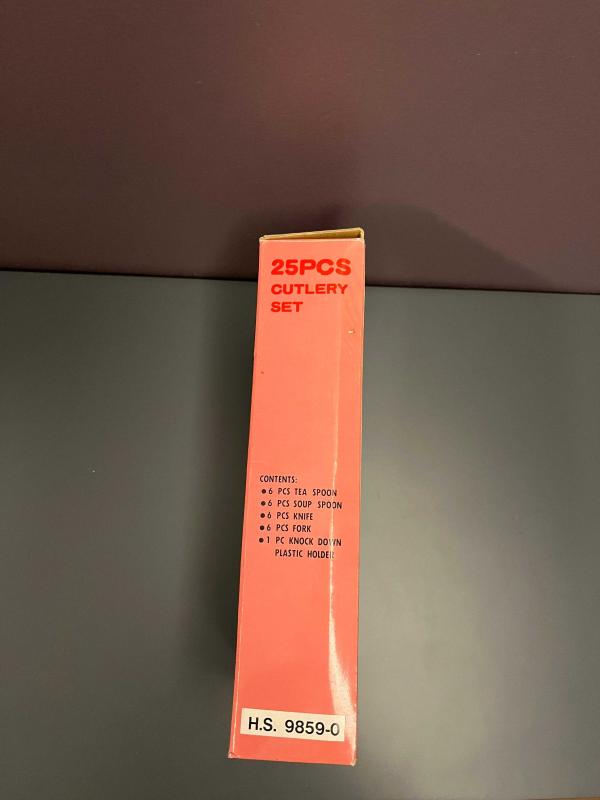 25PCS
CUTLERY
SET
CONTENTS:
● 6 PCS TEA SPOON
● 6 PCS SOUP SPOON
● 6 PCS KNIFE
● 6 PCS FORK
● 1 PC KNOCK DOWN
PLASTIC HOLDER
H.S. 9859-0